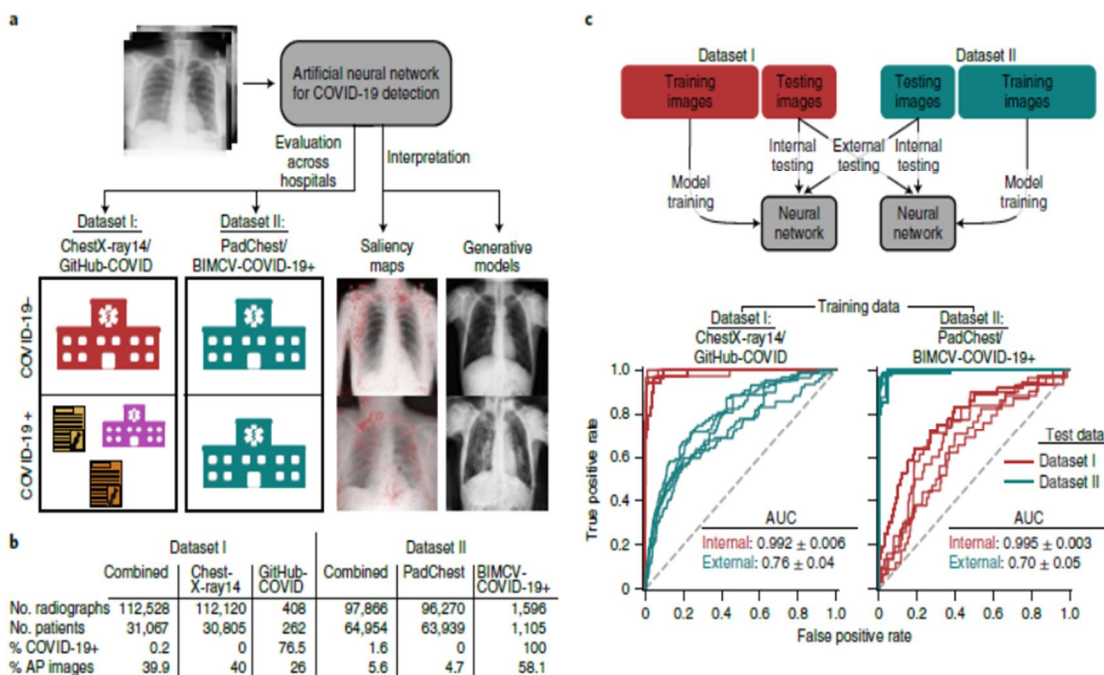 a
Artificial neural network
for COVID-19 detection
Evaluation
across
hospitals
Interpretation
Dataset I:
ChestX-ray14/
GitHub-COVID
Dataset II:
PadChest/
BIMCV-COVID-19+
Saliency
maps
Generative
models
COVID-19–
COVID-19+
b
Dataset I Dataset II
Combined Chest-X-ray14 GitHub-COVID Combined PadChest BIMCV-COVID-19+
No. radiographs 112,528 112,120 408 97,866 96,270 1,596
No. patients 31,067 30,805 262 64,954 63,939 1,105
% COVID-19+ 0.2 0 76.5 1.6 0 100
% AP images 39.9 40 26 5.6 4.7 58.1
c
Dataset I Dataset II
Training
images
Testing
images
Testing
images
Training
images
Internal
testing
External
testing
Internal
testing
Model
training
Model
training
Neural
network
Neural
network
Training data
Dataset I:
ChestX-ray14/
GitHub-COVID
Dataset II:
PadChest/
BIMCV-COVID-19+
True positive rate
1.0
0.8
0.6
0.4
0.2
0
Test data
Dataset I
Dataset II
AUC
Internal: 0.992 ± 0.006
External: 0.76 ± 0.04
AUC
Internal: 0.995 ± 0.003
External: 0.70 ± 0.05
0 0.2 0.4 0.6 0.8 1.0 0 0.2 0.4 0.6 0.8 1.0
False positive rate